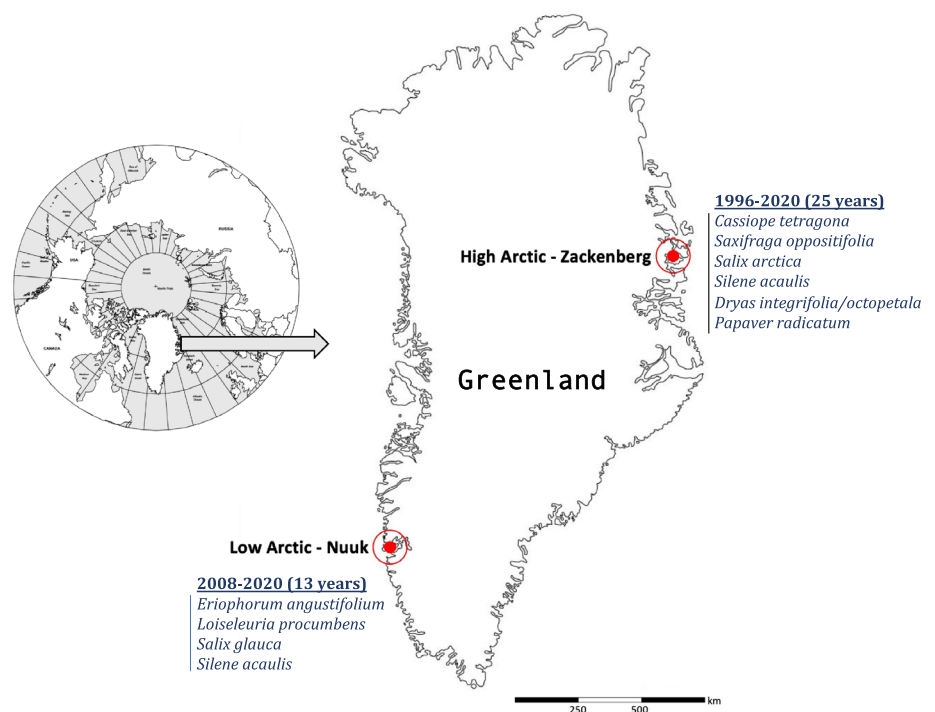 1996-2020 (25 years)
Cassiope tetragona
Saxifraga oppositifolia
Salix arctica
Silene acaulis
Dryas integrifolia/octopetala
Papaver radicatum
High Arctic - Zackenberg
RUSSIA
USA
CANADA
Greenland
Low Arctic - Nuuk
2008-2020 (13 years)
Eriophorum angustifolium
Loiseleuria procumbens
Salix glauca
Silene acaulis
km
250
500